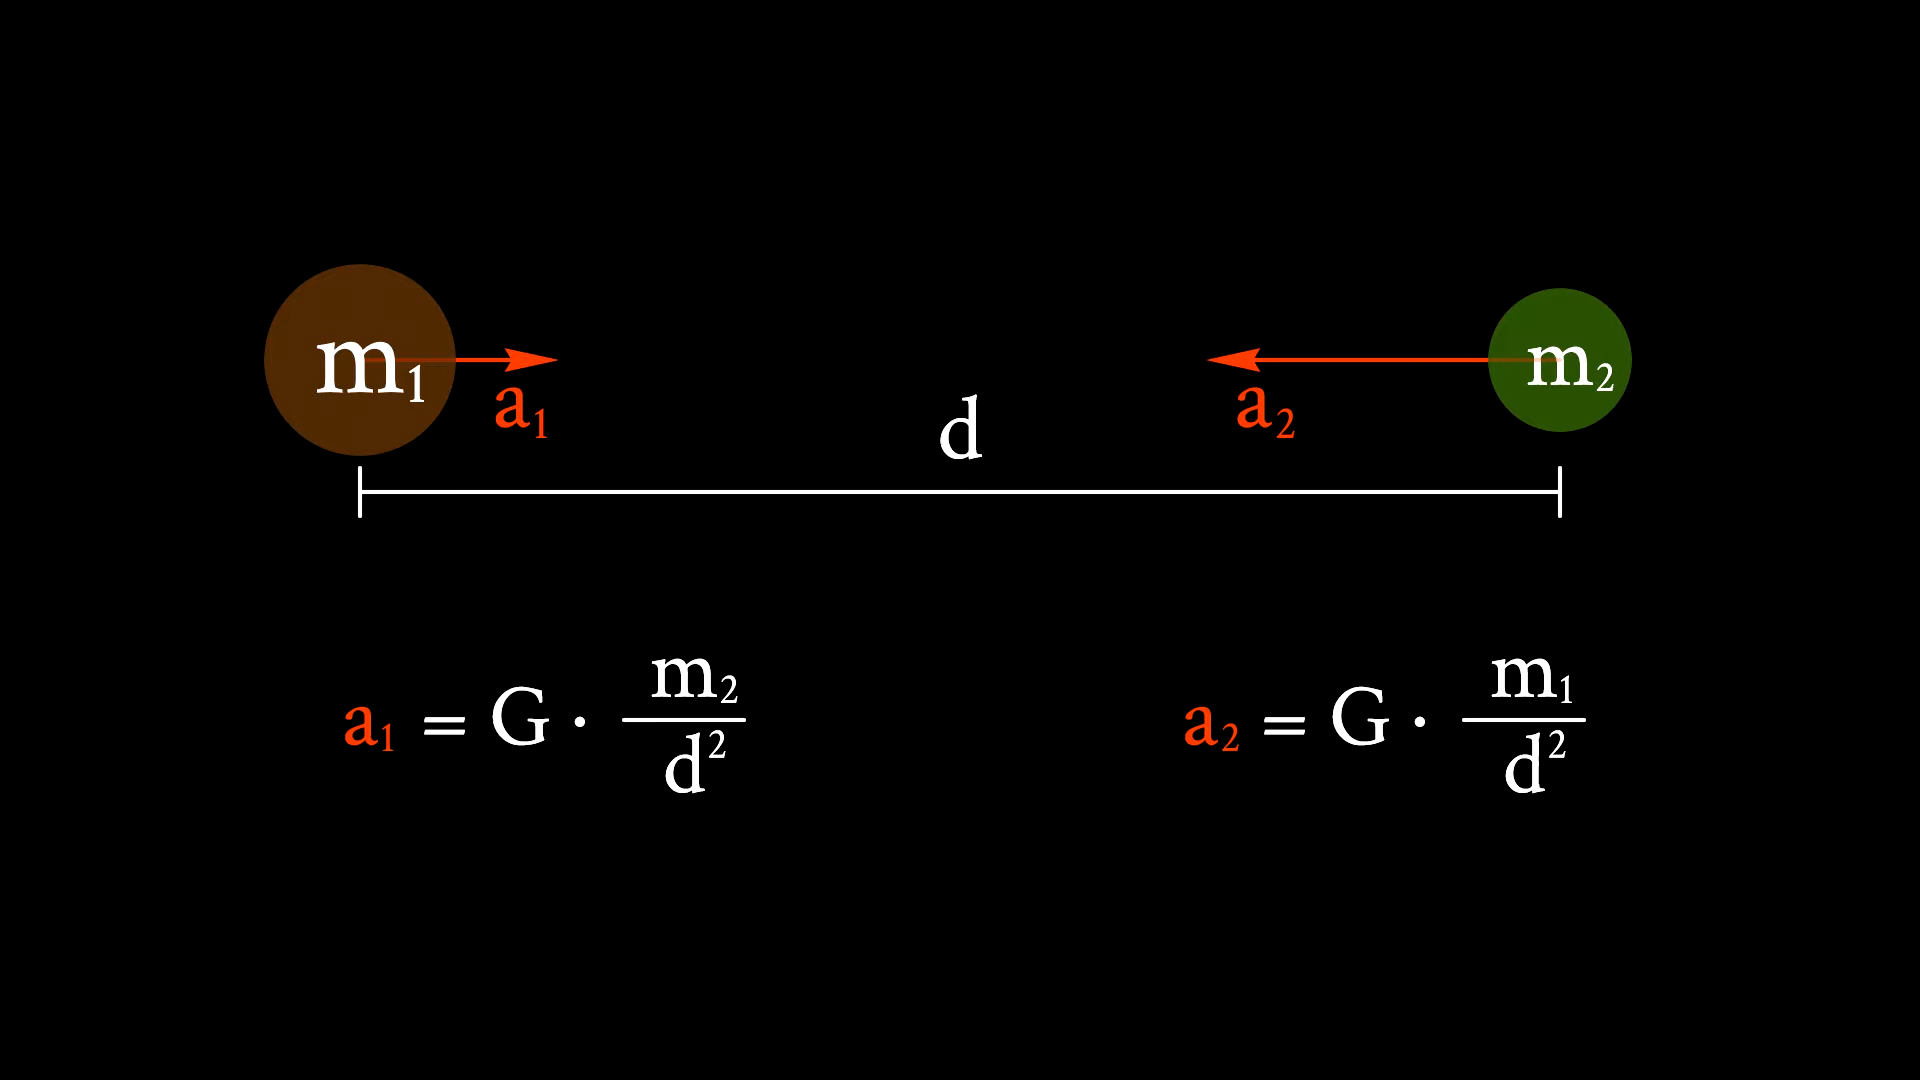 m₁
a₁
a₂
m₂
d
a₁ = G · m₂ / d²
a₂ = G · m₁ / d²